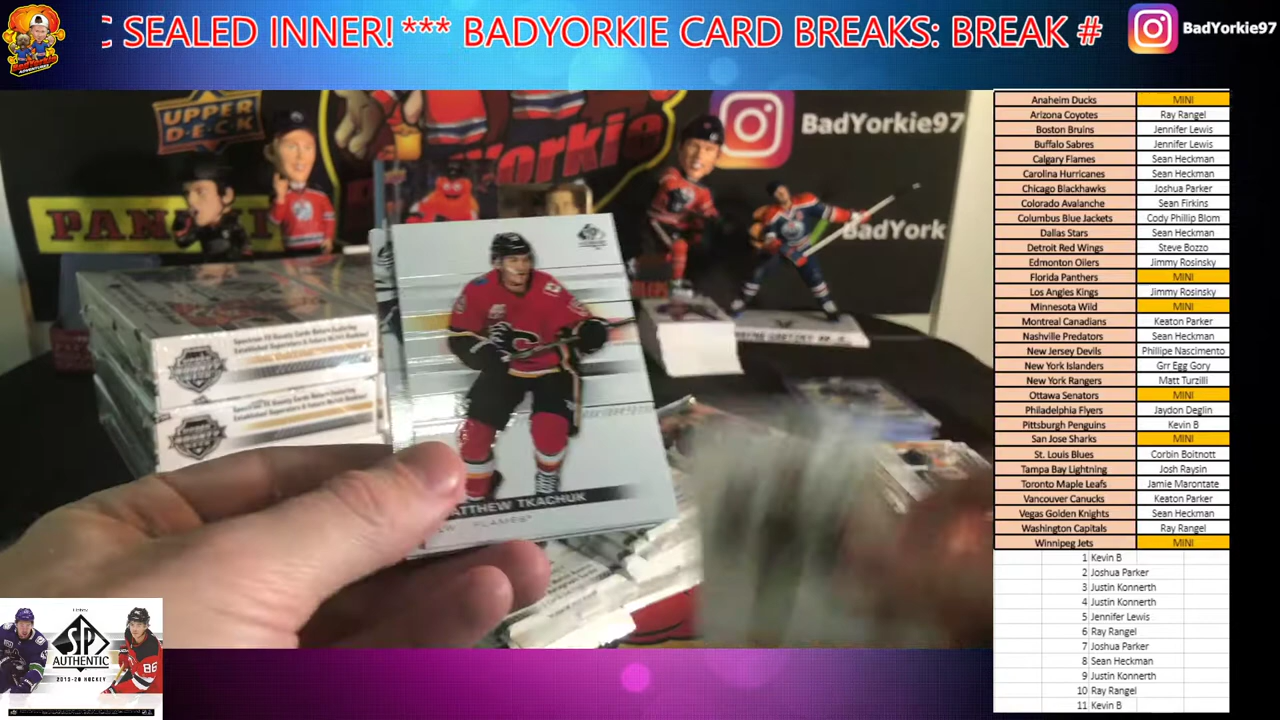 C SEALED INNER! *** BADYORKIE CARD BREAKS: BREAK #
BadYorkie97
UPPER
DECK
BadYorkie97
BadYork
PANINI
Yorkie
MATTHEW TKACHUK
FLAMES
Anaheim Ducks MINI
Arizona Coyotes Ray Rangel
Boston Bruins Jennifer Lewis
Buffalo Sabres Jennifer Lewis
Calgary Flames Sean Heckman
Carolina Hurricanes Sean Heckman
Chicago Blackhawks Joshua Parker
Colorado Avalanche Sean Firkins
Columbus Blue Jackets Cody Phillip Blom
Dallas Stars Sean Heckman
Detroit Red Wings Steve Bozzo
Edmonton Oilers Jimmy Rosinsky
Florida Panthers MINI
Los Angles Kings Jimmy Rosinsky
Minnesota Wild MINI
Montreal Canadians Keaton Parker
Nashville Predators Sean Heckman
New Jersey Devils Phillipe Nascimento
New York Islanders Grr Egg Gory
New York Rangers Matt Turzilli
Ottawa Senators MINI
Philadelphia Flyers Jaydon Deglin
Pittsburgh Penguins Kevin B
San Jose Sharks MINI
St. Louis Blues Corbin Boitnott
Tampa Bay Lightning Josh Raysin
Toronto Maple Leafs Jamie Marontate
Vancouver Canucks Keaton Parker
Vegas Golden Knights Sean Heckman
Washington Capitals Ray Rangel
Winnipeg Jets MINI
1 Kevin B
2 Joshua Parker
3 Justin Konnerth
4 Justin Konnerth
5 Jennifer Lewis
6 Ray Rangel
7 Joshua Parker
8 Sean Heckman
9 Justin Konnerth
10 Ray Rangel
11 Kevin B
SP
AUTHENTIC
2019-20 HOCKEY